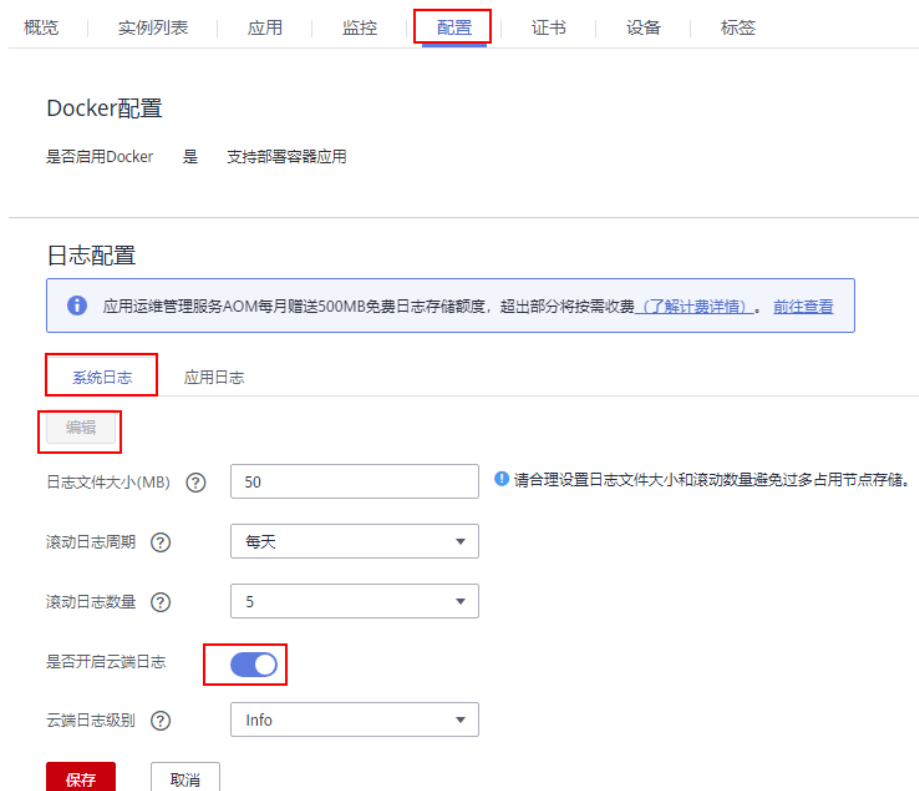 概览 实例列表 应用 监控 配置 证书 设备 标签
Docker配置
是否启用Docker 是 支持部署容器应用
日志配置
应用运维管理服务AOM每月赠送500MB免费日志存储额度，超出部分将按需收费（了解计费详情）。 前往查看
系统日志 应用日志
编辑
日志文件大小(MB) ? 50 请合理设置日志文件大小和滚动数量避免过多占用节点存储。
滚动日志周期 ? 每天
滚动日志数量 ? 5
是否开启云端日志
云端日志级别 ? Info
保存 取消